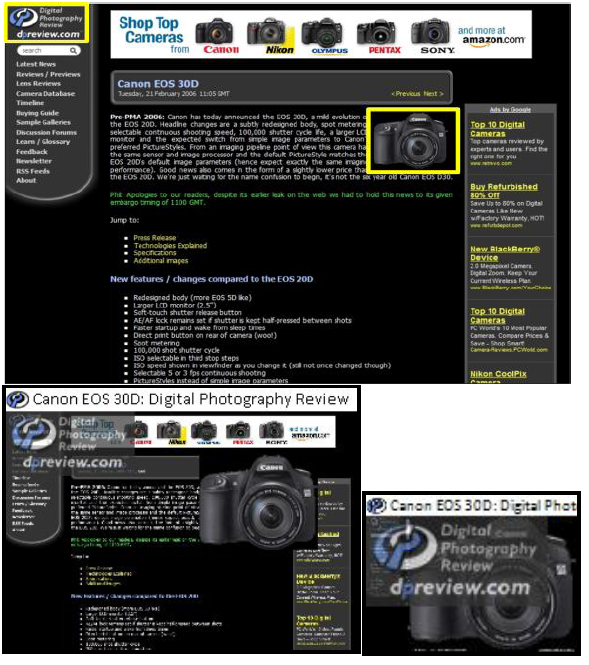 Digital
Photography
Review
dpreview.com
search
Latest News
Reviews / Previews
Lens Reviews
Camera Database
Timeline
Buying Guide
Sample Galleries
Discussion Forums
Learn / Glossary
Feedback
Newsletter
RSS Feeds
About
Shop Top
Cameras
from Canon Nikon OLYMPUS PENTAX SONY
and more at
amazon.com
Canon EOS 30D
Tuesday, 21 February 2006 11:05 GMT
<Previous Next >
Pre-PMA 2006: Canon has today announced the EOS 30D, a mild evolution
the EOS 20D. Headline changes are a subtly redesigned body, spot metering
selectable continuous shooting speed, 100,000 shutter cycle life, a larger LCD
monitor and the expected switch from simple image parameters to Canon
preferred PictureStyles. From an imaging pipeline point of view this camera ha
the same sensor and image processor and the default PictureStyle matches the
EOS 20D's default image parameters (hence expect exactly the same imaging
performance). Good news also comes in the form of a slightly lower price tha
the EOS 20D. We're just waiting for the name confusion to begin, it's not the six year old Canon EOS D30.
Phil: Apologies to our readers, despite its earlier leak on the web we had to hold this news to its given
embargo timing of 1100 GMT.
Jump to:
Press Release
Technologies Explained
Specifications
Additional images
New features / changes compared to the EOS 20D
Redesigned body (more EOS 5D like)
Larger LCD monitor (2.5")
Soft-touch shutter release button
AE/AF lock remains set if shutter is kept half-pressed between shots
Faster startup and wake from sleep times
Direct print button on rear of camera (woo!)
Spot metering
100,000 shot shutter cycle
ISO selectable in third stop steps
ISO speed shown in viewfinder as you change it (still not once changed though)
Selectable 5 or 3 fps continuous shooting
PictureStyles instead of simple image parameters
Ads by Google
Top 10 Digital
Cameras
Top cameras reviewed by
experts and users. Find the
right one for you
www.retrevo.com
Buy Refurbished
80% OFF
Save Us to 80% on Digital
Cameras Like New
w/Factory Warranty, HOT!
www.refurbdepot.com
New BlackBerry®
Device
2.0 Megapixel Camera,
Digital Zoom. Keep Your
Current Wireless Plan.
www.BlackBerry.com/YourChoice
Top 10 Digital
Cameras
PC World's 10 Most Popular
Cameras. Compare Prices &
Save - Shop Smart!
Camera-Reviews.PCWorld.com
Nikon CoolPix
Camera
Canon EOS 30D: Digital Photography Review
Digital
Photography
Review
dpreview.com
Canon EOS 30D: Digital Phot
Digital
Photography
Review
dpreview.com